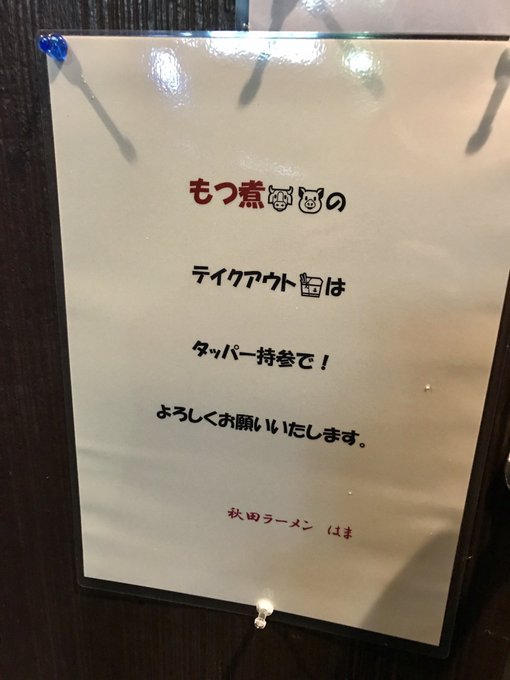 もつ煮🐮🐷の
テイクアウト🥡は
タッパー持参で！
よろしくお願いいたします。
秋田ラーメン はま